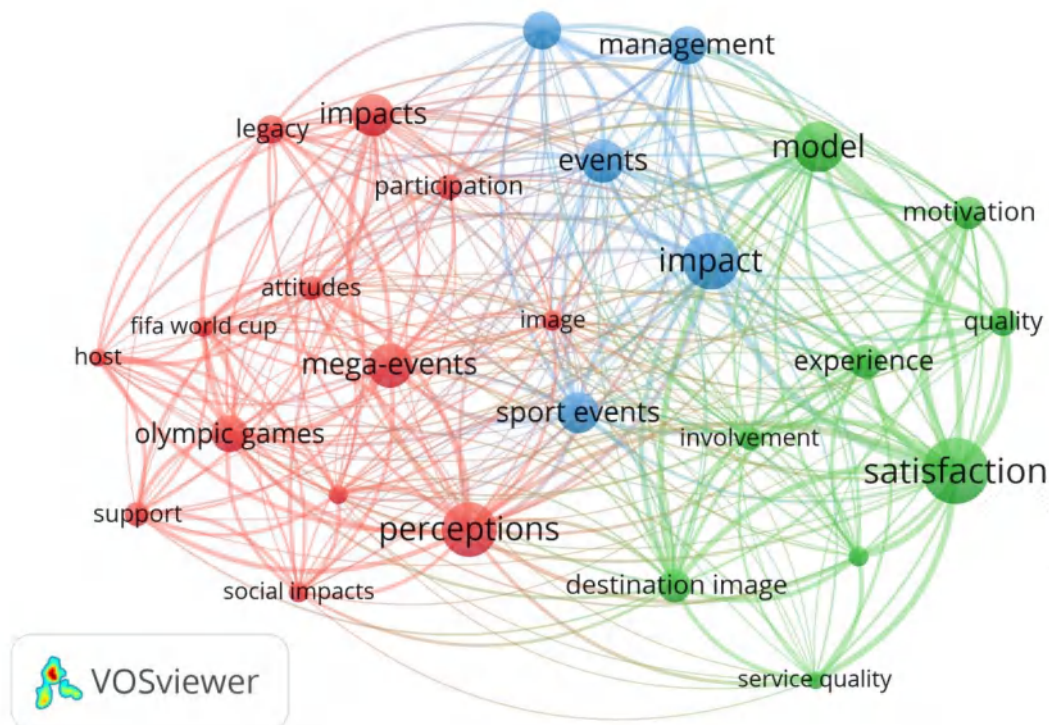 management
impacts
legacy
model
events
participation
motivation
impact
attitudes
image
quality
fifa world cup
host
mega-events
experience
sport events
olympic games
involvement
satisfaction
support
perceptions
social impacts
destination image
service quality
VOSviewer